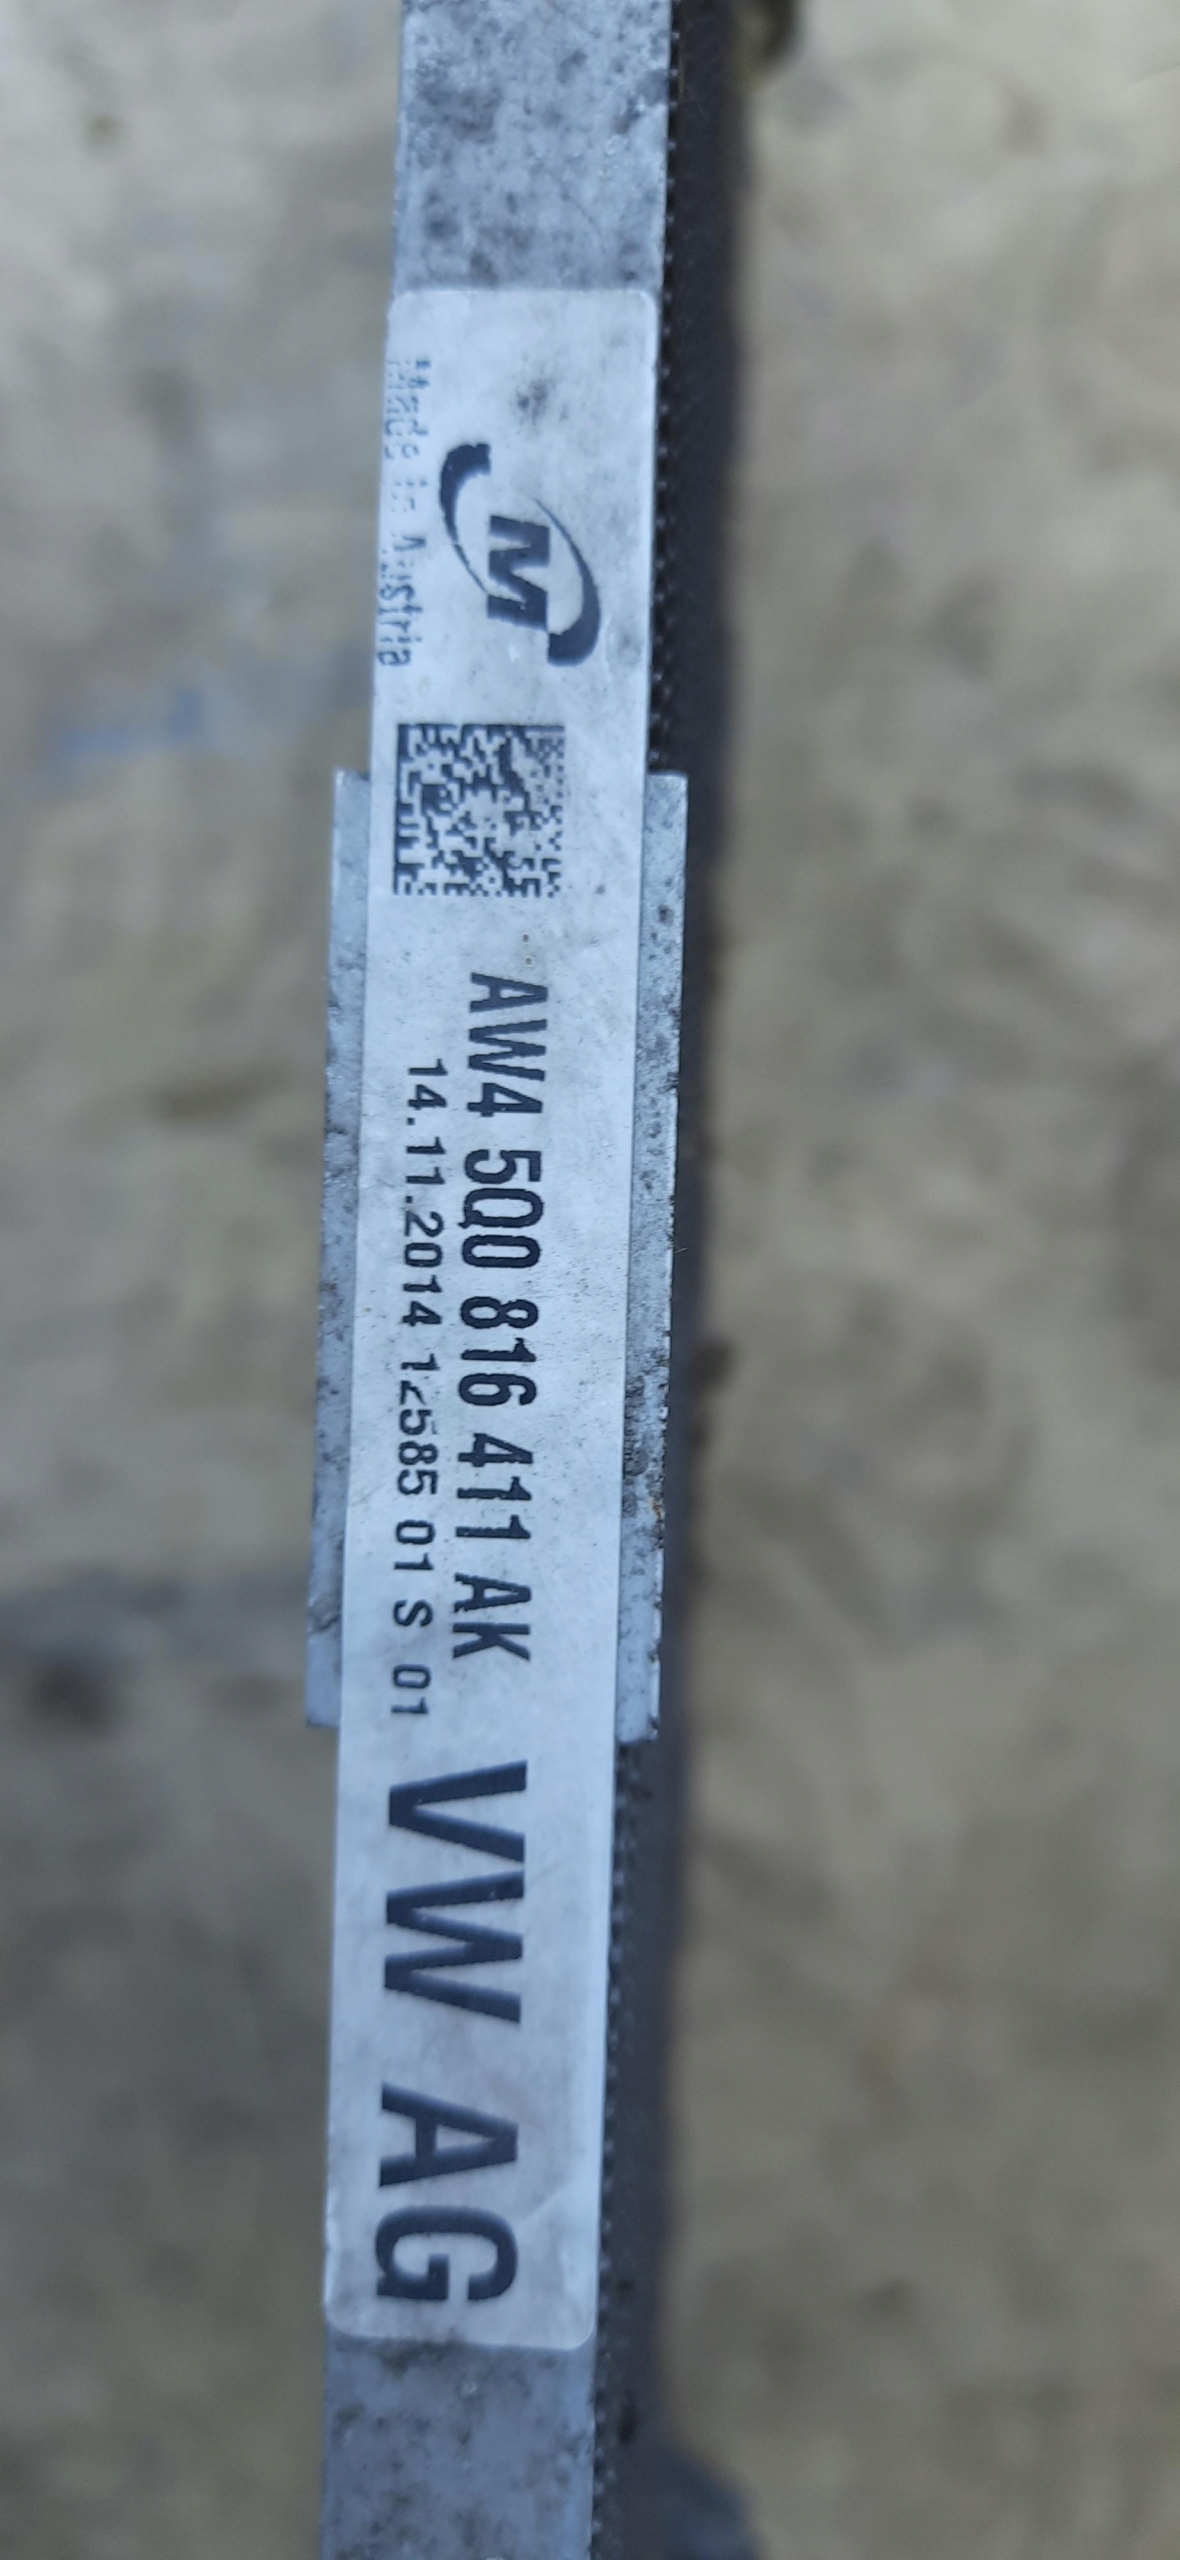 M
Made in Austria
AW4 5Q0 816 411 AK
14.11.2014 12585 01 S 01
VW AG